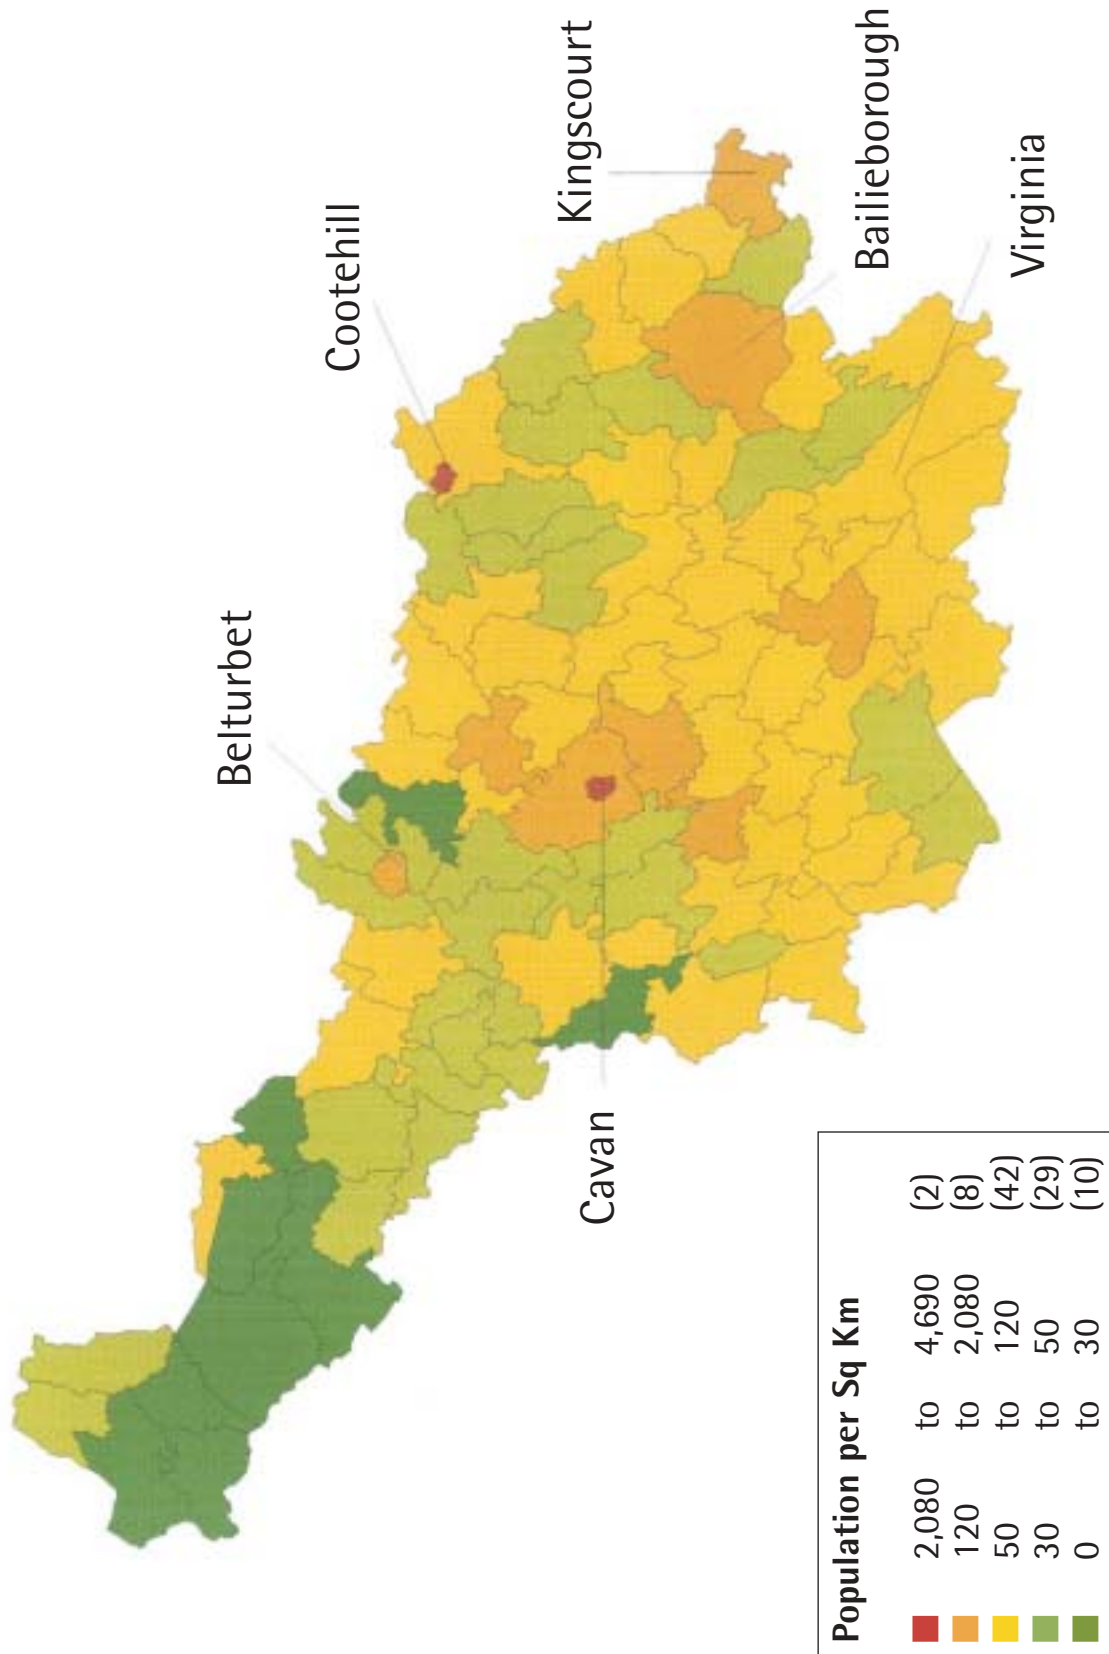 Belturbet
Cootehill
Kingscourt
Bailieborough
Virginia
Cavan
Population per Sq Km
2,080 to 4,690 (2)
120 to 2,080 (8)
50 to 120 (42)
30 to 50 (29)
0 to 30 (10)